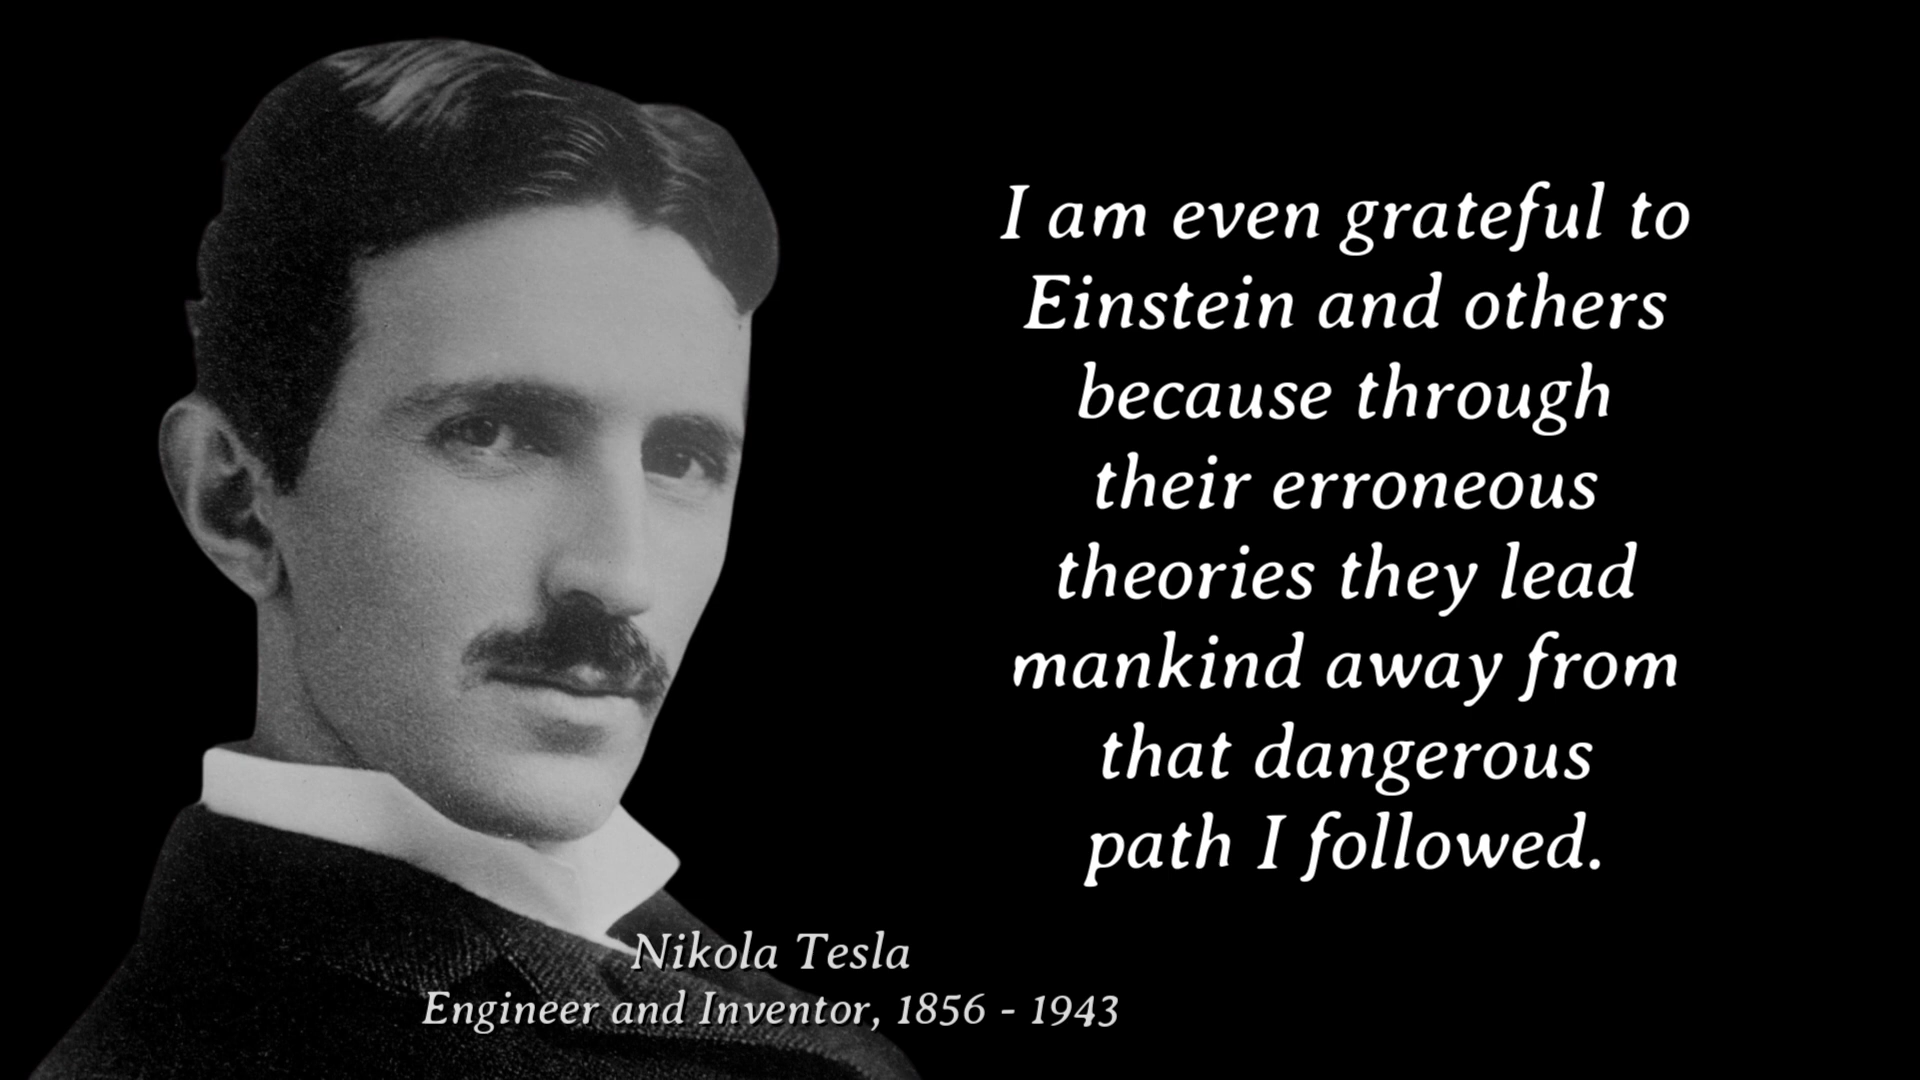 I am even grateful to
Einstein and others
because through
their erroneous
theories they lead
mankind away from
that dangerous
path I followed.
Nikola Tesla
Engineer and Inventor, 1856 - 1943